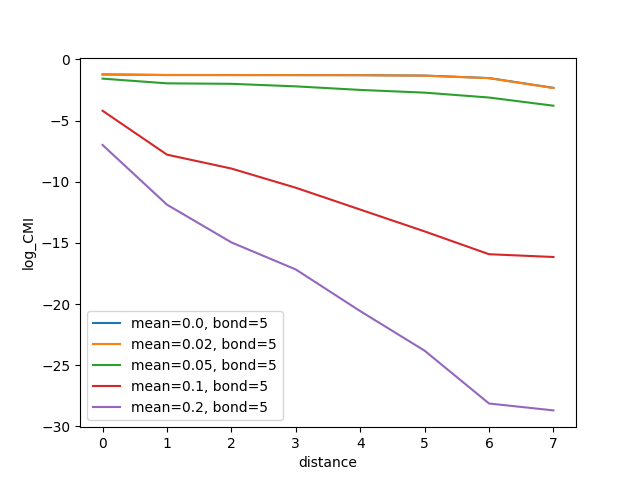 0
−5
−10
−15
−20
−25
−30
log_CMI
mean=0.0, bond=5
mean=0.02, bond=5
mean=0.05, bond=5
mean=0.1, bond=5
mean=0.2, bond=5
0 1 2 3 4 5 6 7
distance